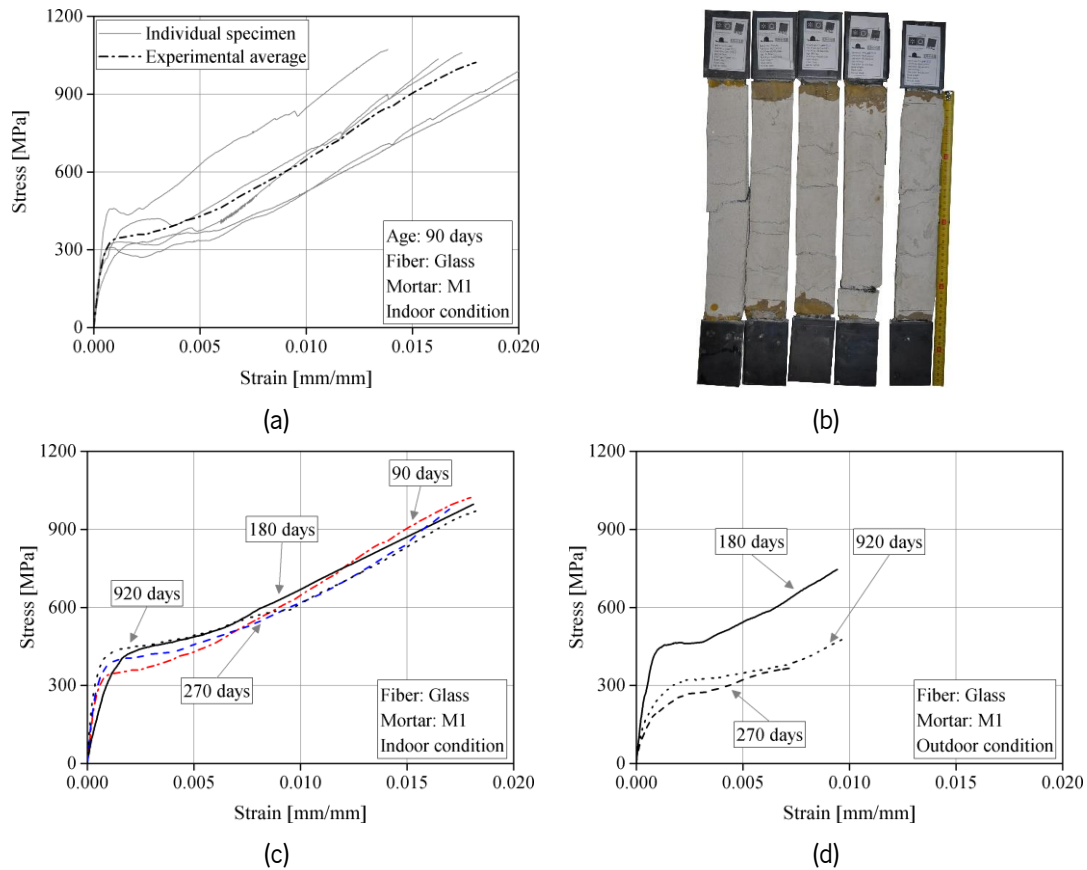 1200
900
600
300
0
Stress [MPa]
Individual specimen
Experimental average
Age: 90 days
Fiber: Glass
Mortar: M1
Indoor condition
0.000 0.005 0.010 0.015 0.020
Strain [mm/mm]
(a)
(b)
1200
900
600
300
0
Stress [MPa]
90 days
180 days
920 days
270 days
Fiber: Glass
Mortar: M1
Indoor condition
0.000 0.005 0.010 0.015 0.020
Strain [mm/mm]
(c)
1200
900
600
300
0
Stress [MPa]
180 days
920 days
270 days
Fiber: Glass
Mortar: M1
Outdoor condition
0.000 0.005 0.010 0.015 0.020
Strain [mm/mm]
(d)